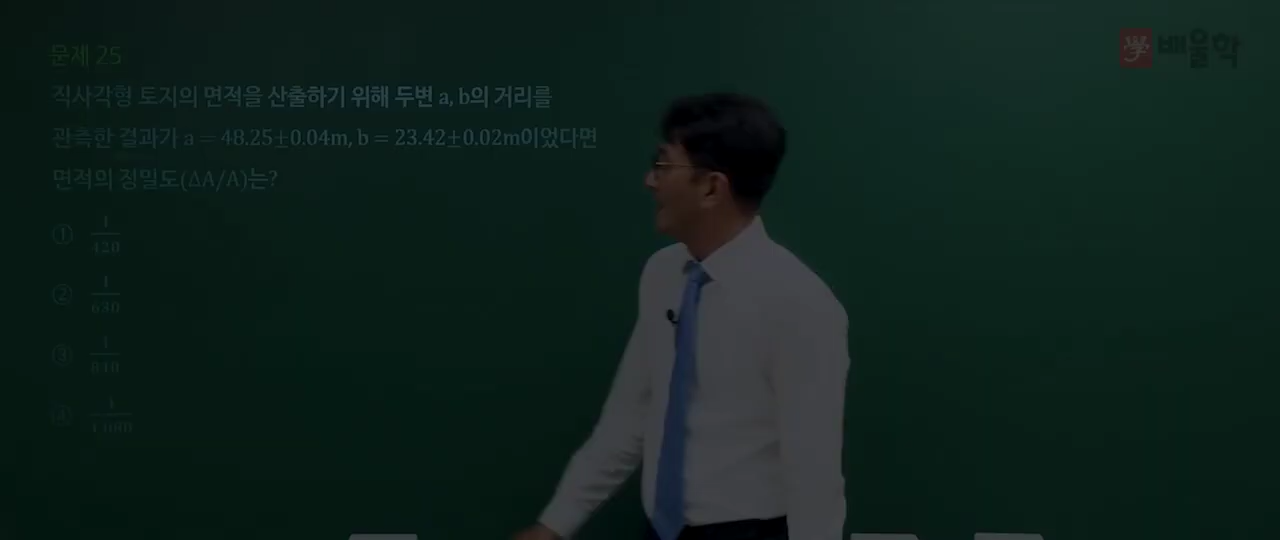 문제 25
學 배울학
직사각형 토지의 면적을 산출하기 위해 두변 a, b의 거리를
관측한 결과가 a = 48.25±0.04m, b = 23.42±0.02m이었다면
면적의 정밀도(ΔA/A)는?
① 1/420
② 1/630
③ 1/840
④